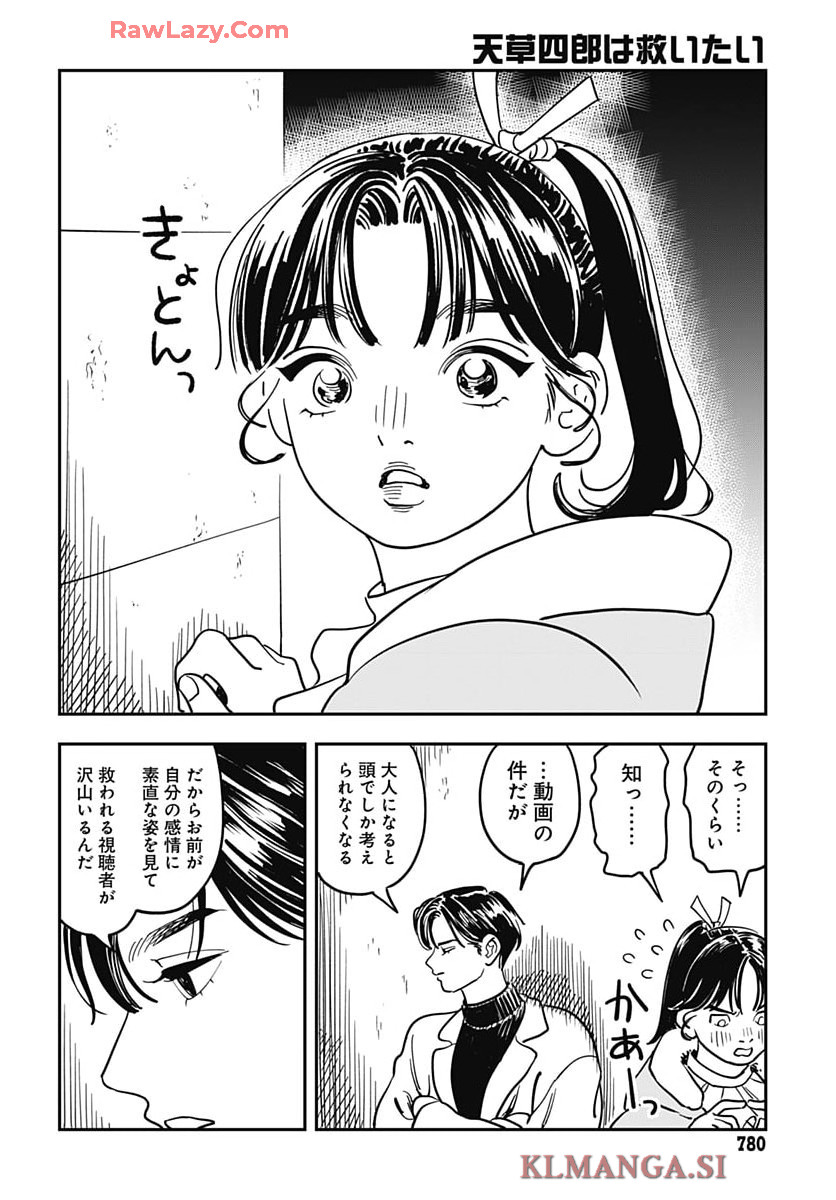 RawLazy.Com
天草四郎は救いたい
きょとんっ
そっ……
そのくらい
知っ……
かあーっ
…動画の
件だが
大人になると
頭でしか考え
られなくなる
だからお前が
自分の感情に
素直な姿を見て
救われる視聴者が
沢山いるんだ
780
KLMANGA.SI